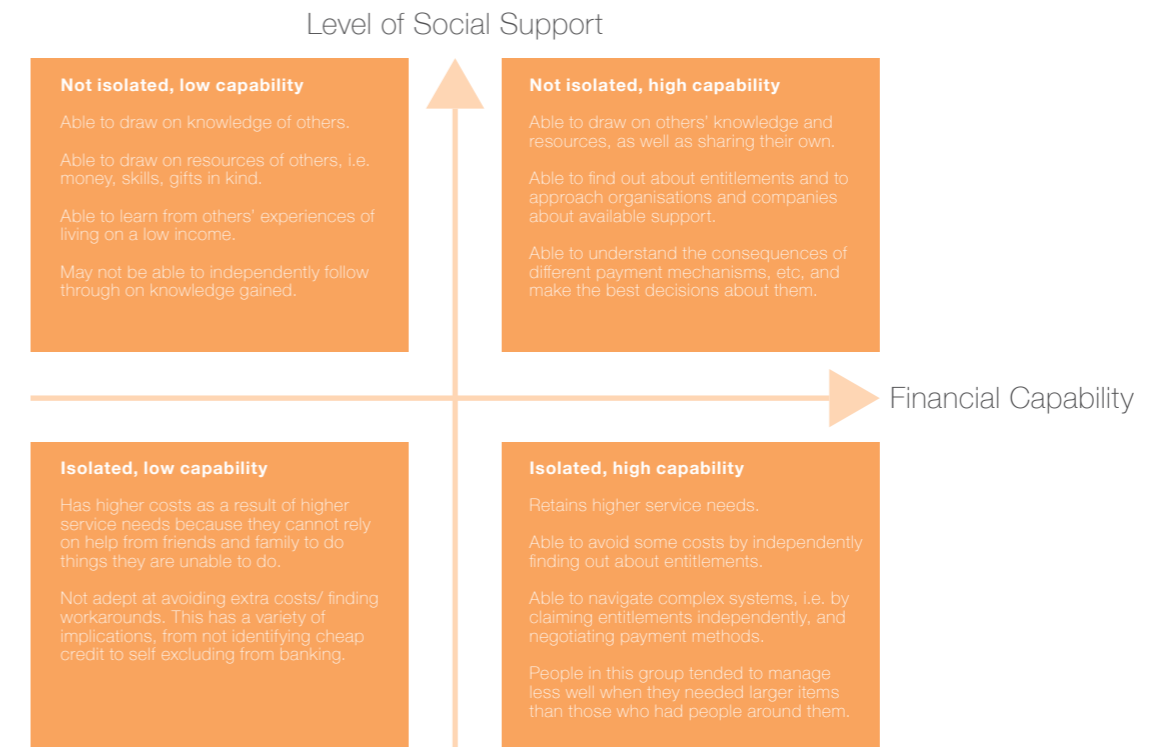 Level of Social Support
Not isolated, low capability
Able to draw on knowledge of others.
Able to draw on resources of others, i.e.
money, skills, gifts in kind.
Able to learn from others' experiences of
living on a low income.
May not be able to independently follow
through on knowledge gained.
Not isolated, high capability
Able to draw on others' knowledge and
resources, as well as sharing their own.
Able to find out about entitlements and to
approach organisations and companies
about available support.
Able to understand the consequences of
different payment mechanisms, etc, and
make the best decisions about them.
Financial Capability
Isolated, low capability
Has higher costs as a result of higher
service needs because they cannot rely
on help from friends and family to do
things they are unable to do.
Not adept at avoiding extra costs/ finding
workarounds. This has a variety of
implications, from not identifying cheap
credit to self excluding from banking.
Isolated, high capability
Retains higher service needs.
Able to avoid some costs by independently
finding out about entitlements.
Able to navigate complex systems, i.e. by
claiming entitlements independently, and
negotiating payment methods.
People in this group tended to manage
less well when they needed larger items
than those who had people around them.